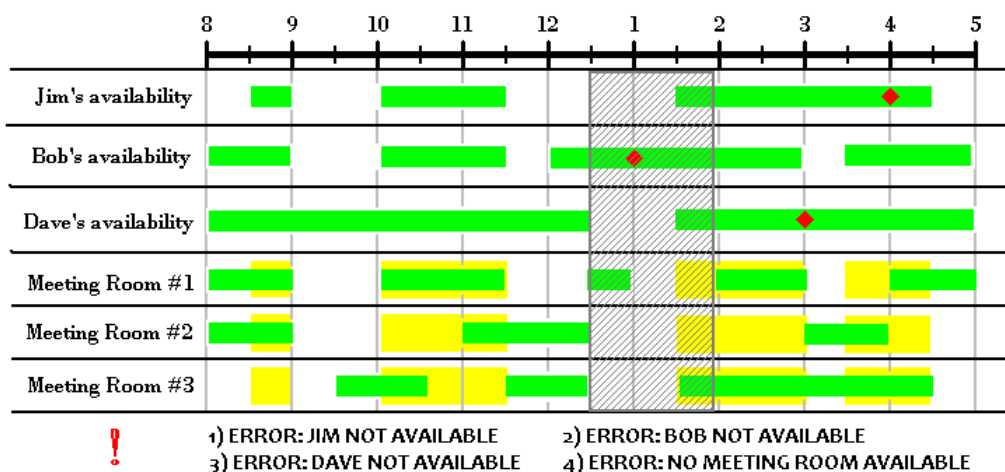 8 9 10 11 12 1 2 3 4 5
Jim's availability
Bob's availability
Dave's availability
Meeting Room #1
Meeting Room #2
Meeting Room #3
! 1) ERROR: JIM NOT AVAILABLE 2) ERROR: BOB NOT AVAILABLE
3) ERROR: DAVE NOT AVAILABLE 4) ERROR: NO MEETING ROOM AVAILABLE